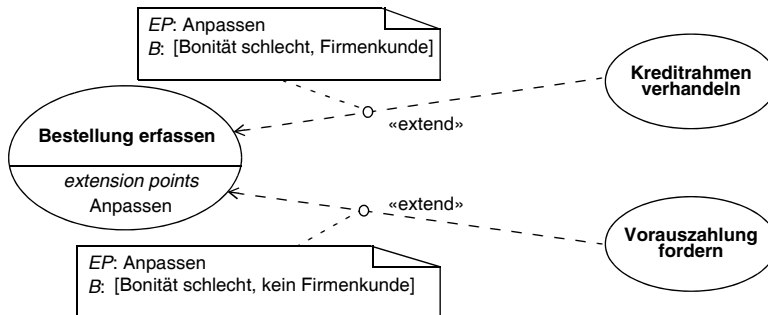 EP: Anpassen
B: [Bonität schlecht, Firmenkunde]
Kreditrahmen
verhandeln
«extend»
Bestellung erfassen
extension points
Anpassen
«extend»
Vorauszahlung
fordern
EP: Anpassen
B: [Bonität schlecht, kein Firmenkunde]